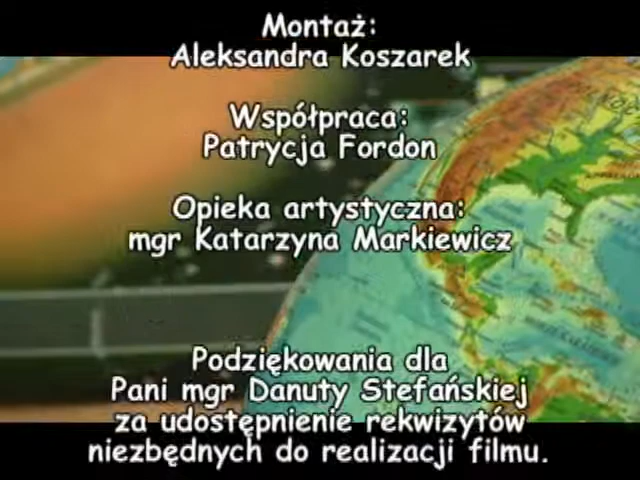 Montaż:
Aleksandra Koszarek
Współpraca:
Patrycja Fordon
Opieka artystyczna:
mgr Katarzyna Markiewicz
Podziękowania dla
Pani mgr Danuty Stefańskiej
za udostępnienie rekwizytów
niezbędnych do realizacji filmu.